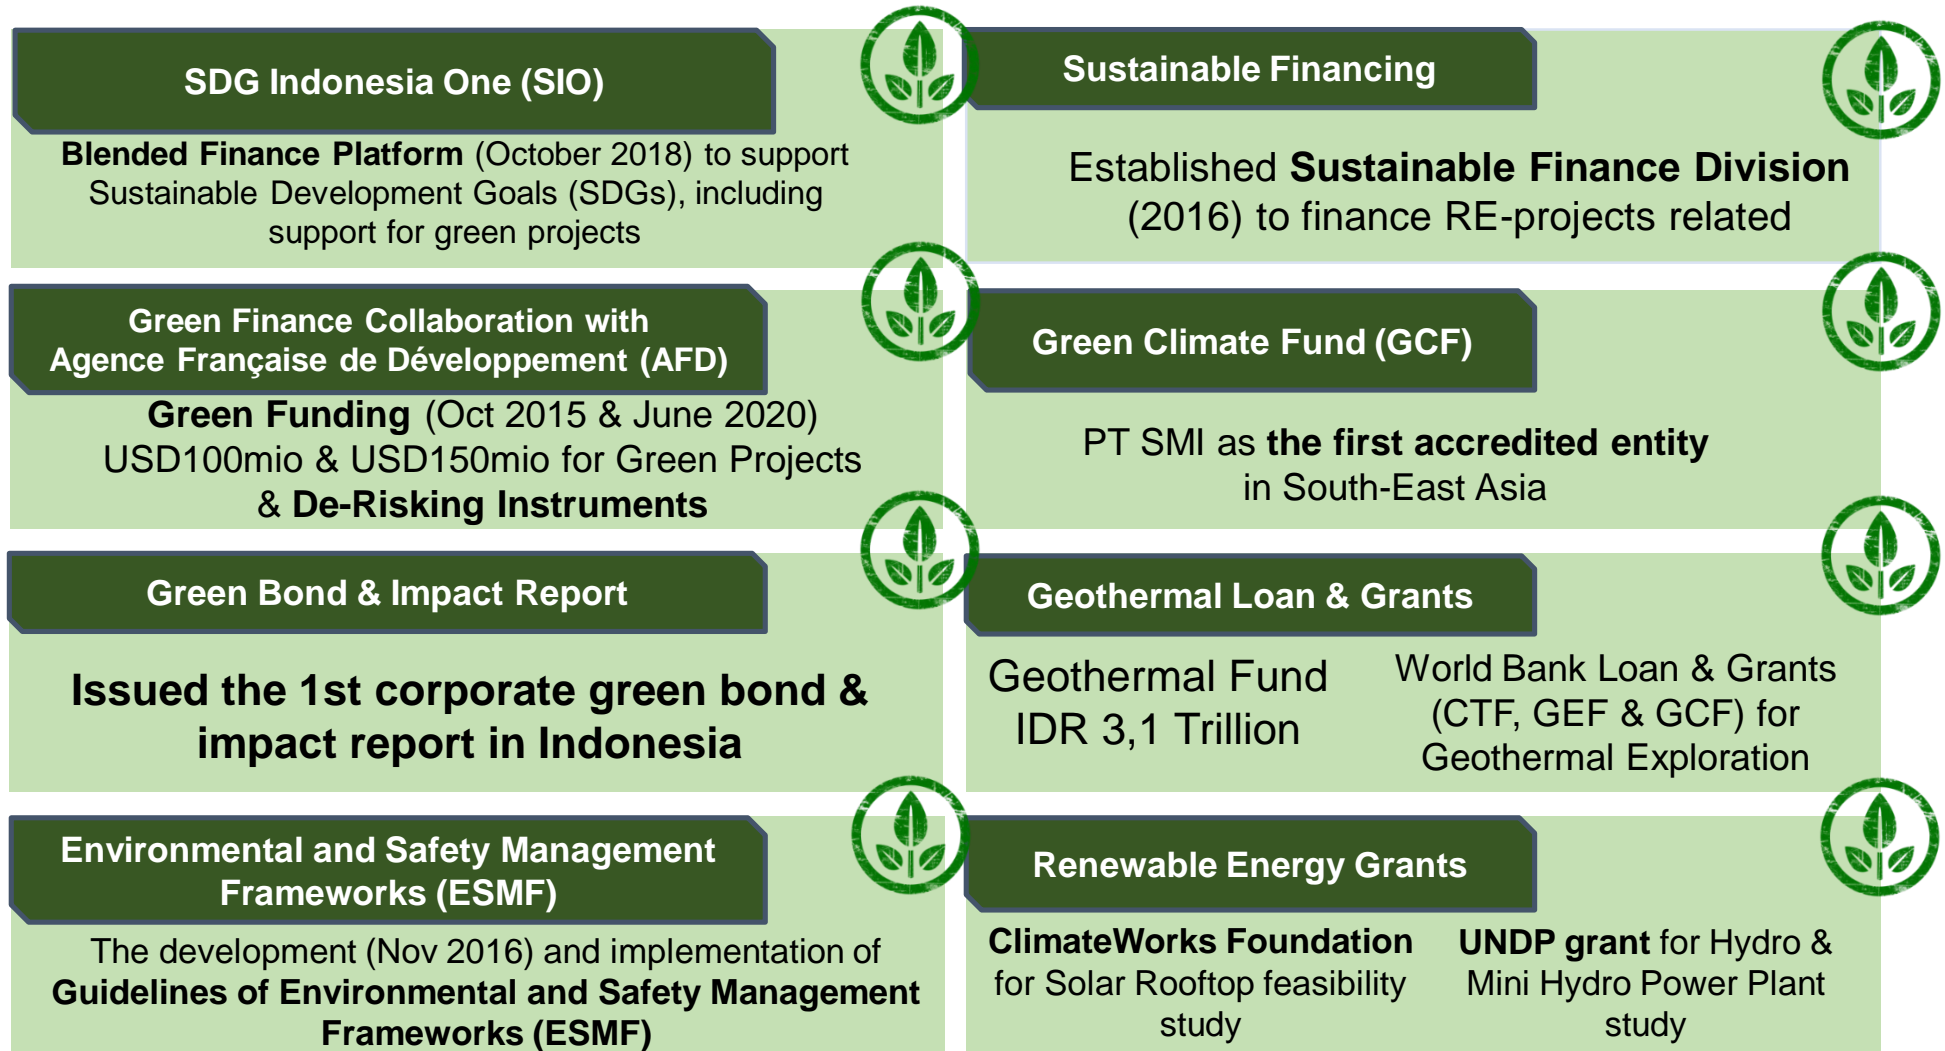 SDG Indonesia One (SIO)
Blended Finance Platform (October 2018) to support
Sustainable Development Goals (SDGs), including
support for green projects
Sustainable Financing
Established Sustainable Finance Division
(2016) to finance RE-projects related
Green Finance Collaboration with
Agence Française de Développement (AFD)
Green Funding (Oct 2015 & June 2020)
USD100mio & USD150mio for Green Projects
& De-Risking Instruments
Green Climate Fund (GCF)
PT SMI as the first accredited entity
in South-East Asia
Green Bond & Impact Report
Issued the 1st corporate green bond &
impact report in Indonesia
Geothermal Loan & Grants
Geothermal Fund
IDR 3,1 Trillion
World Bank Loan & Grants
(CTF, GEF & GCF) for
Geothermal Exploration
Environmental and Safety Management
Frameworks (ESMF)
The development (Nov 2016) and implementation of
Guidelines of Environmental and Safety Management
Frameworks (ESMF)
Renewable Energy Grants
ClimateWorks Foundation
for Solar Rooftop feasibility
study
UNDP grant for Hydro &
Mini Hydro Power Plant
study